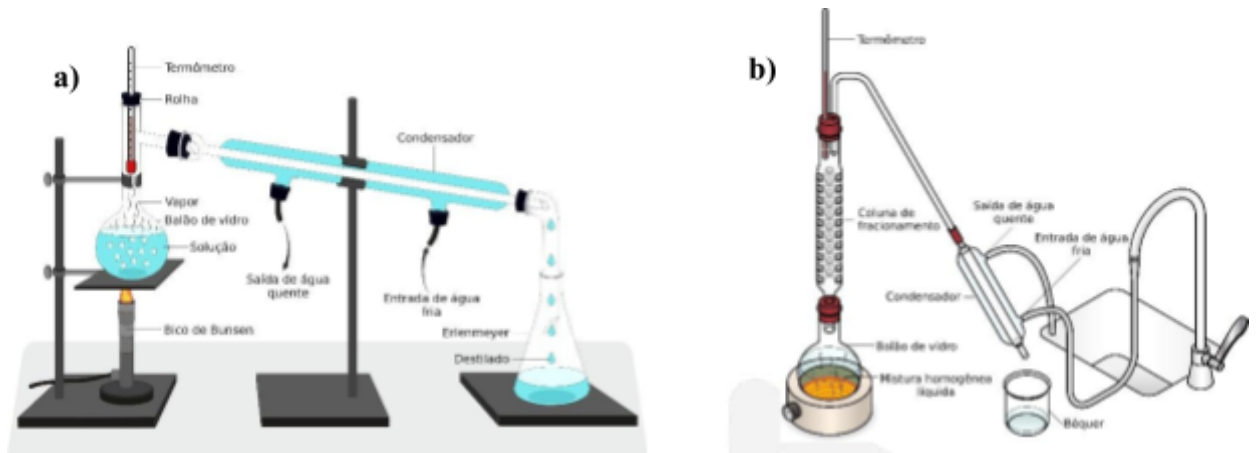 a)
Termômetro
Rolha
Condensador
Vapor
Balão de vidro
Solução
Saída de água
quente
Entrada de água
fria
Bico de Bunsen
Erlenmeyer
Destilado
b)
Termômetro
Coluna de
fracionamento
Saída de água
quente
Entrada de água
fria
Condensador
Balão de vidro
Mistura homogênea
líquida
Béquer